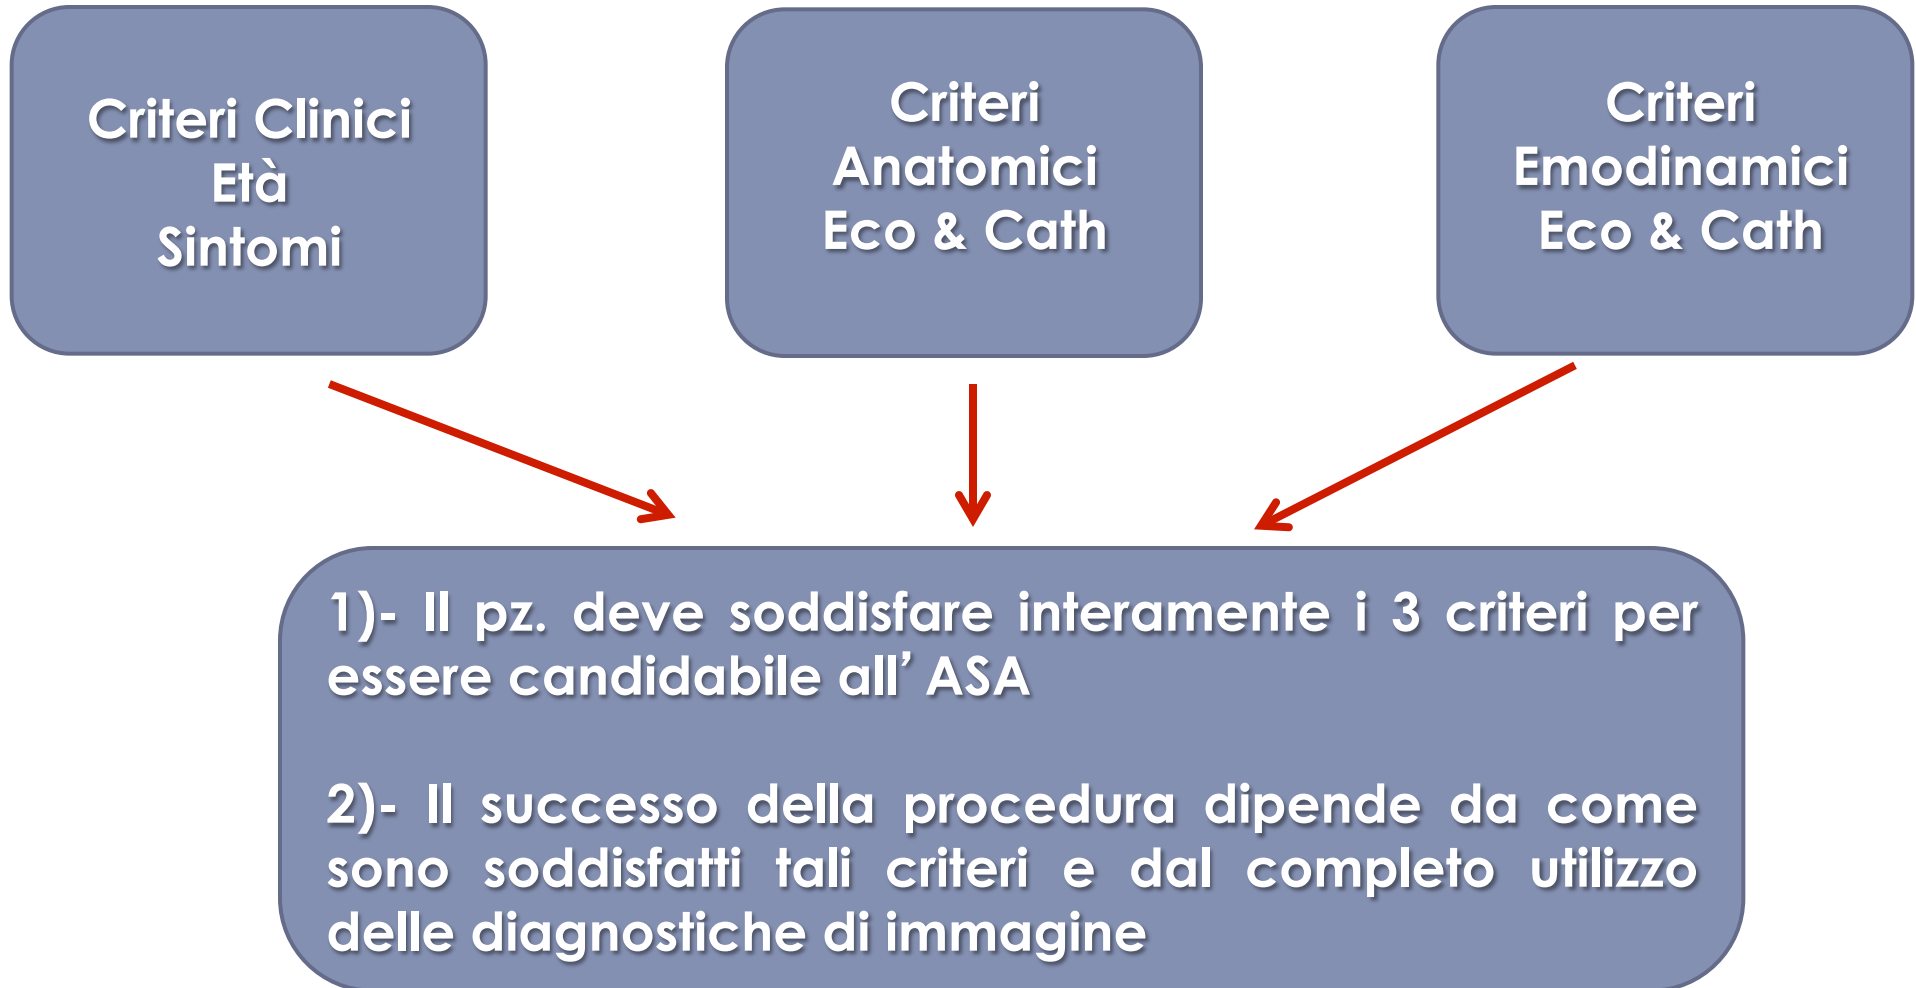 Criteri Clinici
Età
Sintomi
Criteri
Anatomici
Eco & Cath
Criteri
Emodinamici
Eco & Cath
1)- Il pz. deve soddisfare interamente i 3 criteri per
essere candidabile all’ ASA
2)- Il successo della procedura dipende da come
sono soddisfatti tali criteri e dal completo utilizzo
delle diagnostiche di immagine